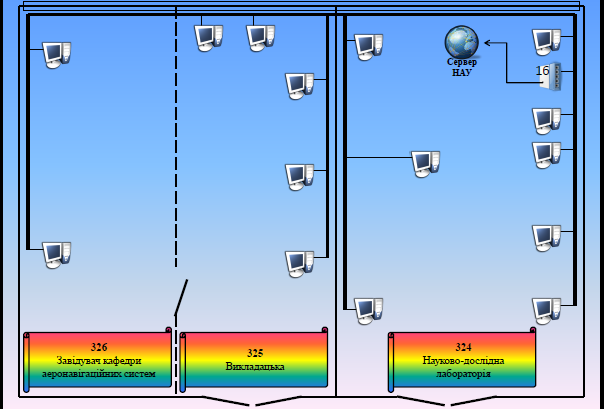 Сервер
НАУ
16
326
Завідувач кафедри
аеронавігаційних систем
325
Викладацька
324
Науково-дослідна
лабораторія